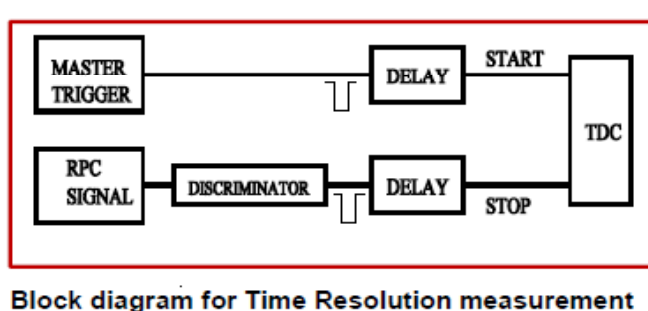 MASTER
TRIGGER
DELAY
START
TDC
RPC
SIGNAL
DISCRIMINATOR
DELAY
STOP
Block diagram for Time Resolution measurement